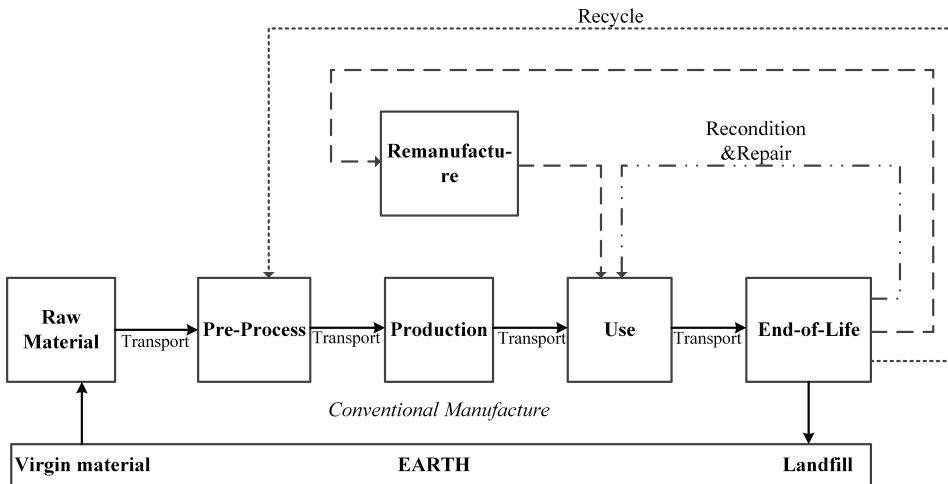 Recycle
Recondition
&Repair
Remanufactu-
re
Raw
Material
Transport
Pre-Process
Transport
Production
Transport
Use
Transport
End-of-Life
Conventional Manufacture
Virgin material
EARTH
Landfill